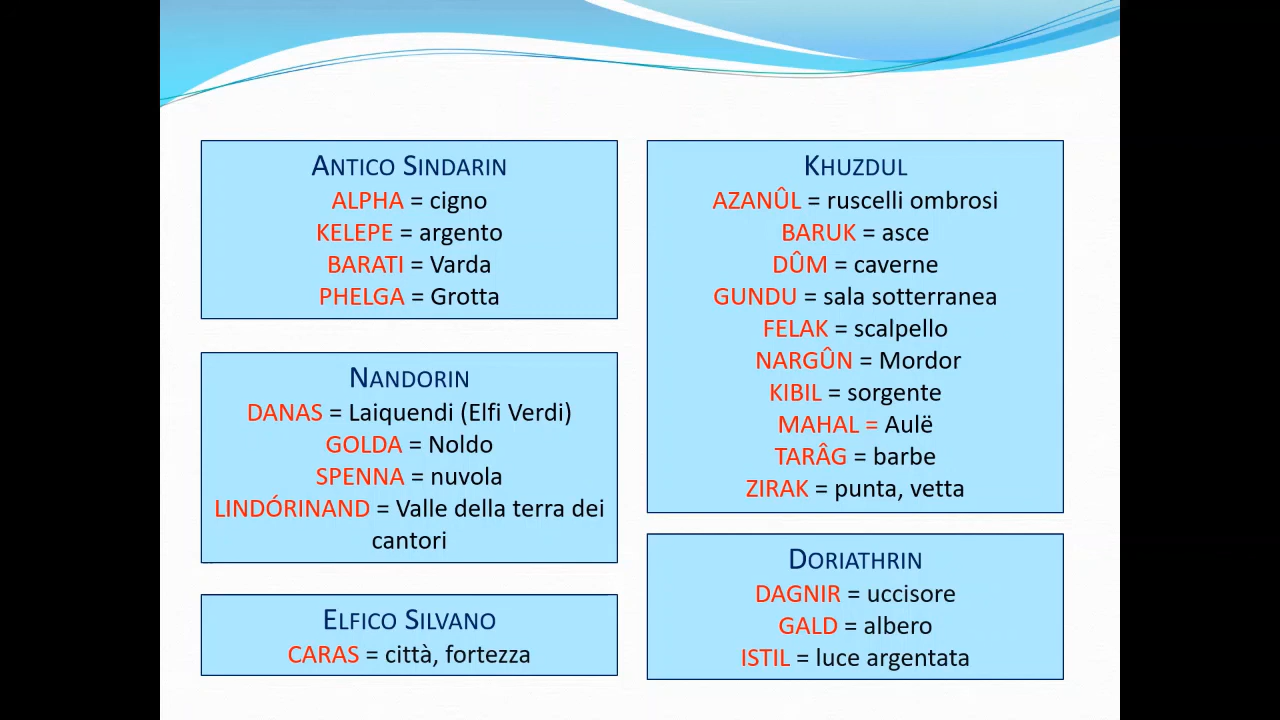 ANTICO SINDARIN
ALPHA = cigno
KELEPE = argento
BARATI = Varda
PHELGA = Grotta
NANDORIN
DANAS = Laiquendi (Elfi Verdi)
GOLDA = Noldo
SPENNA = nuvola
LINDÓRINAND = Valle della terra dei
cantori
ELFICO SILVANO
CARAS = città, fortezza
KHUZDUL
AZANÛL = ruscelli ombrosi
BARUK = asce
DÛM = caverne
GUNDU = sala sotterranea
FELAK = scalpello
NARGÛN = Mordor
KIBIL = sorgente
MAHAL = Aulë
TARÂG = barbe
ZIRAK = punta, vetta
DORIATHRIN
DAGNIR = uccisore
GALD = albero
ISTIL = luce argentata